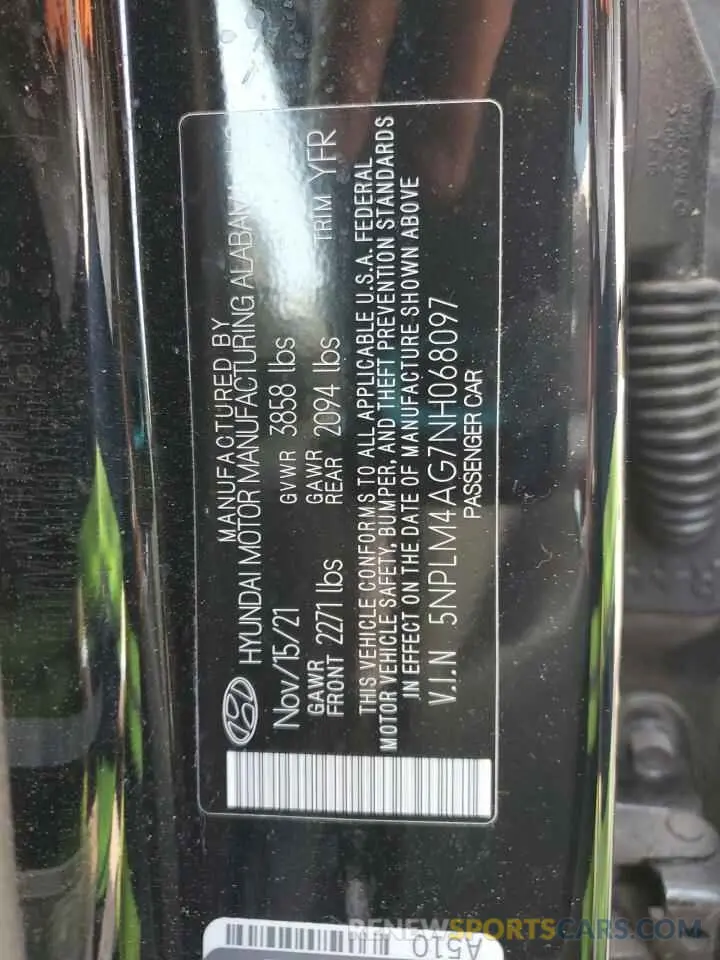 MANUFACTURED BY
HYUNDAI MOTOR MANUFACTURING ALABAMA
Nov/15/21 GVWR 3858 lbs
GAWR FRONT 2271 lbs GAWR REAR 2094 lbs TRIM YFR
THIS VEHICLE CONFORMS TO ALL APPLICABLE U.S.A. FEDERAL
MOTOR VEHICLE SAFETY, BUMPER, AND THEFT PREVENTION STANDARDS
IN EFFECT ON THE DATE OF MANUFACTURE SHOWN ABOVE
V.I.N 5NPLM4AG7NH068097
PASSENGER CAR
A510
RENEWSPORTSCARS.COM